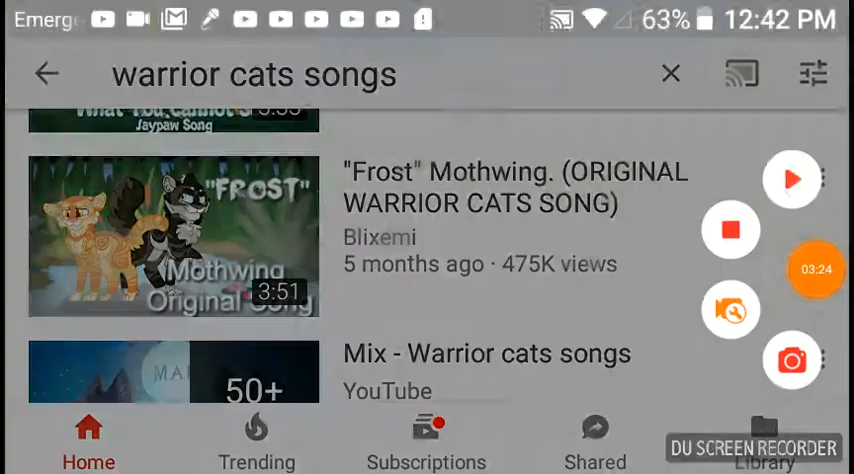 Emerg
63% 12:42 PM
warrior cats songs
Jaypaw Song
"FROST"
Mothwing
Original Song
3:51
"Frost" Mothwing. (ORIGINAL
WARRIOR CATS SONG)
Blixemi
5 months ago · 475K views
03:24
50+
Mix - Warrior cats songs
YouTube
Home
Trending
Subscriptions
Shared
Library
DU SCREEN RECORDER